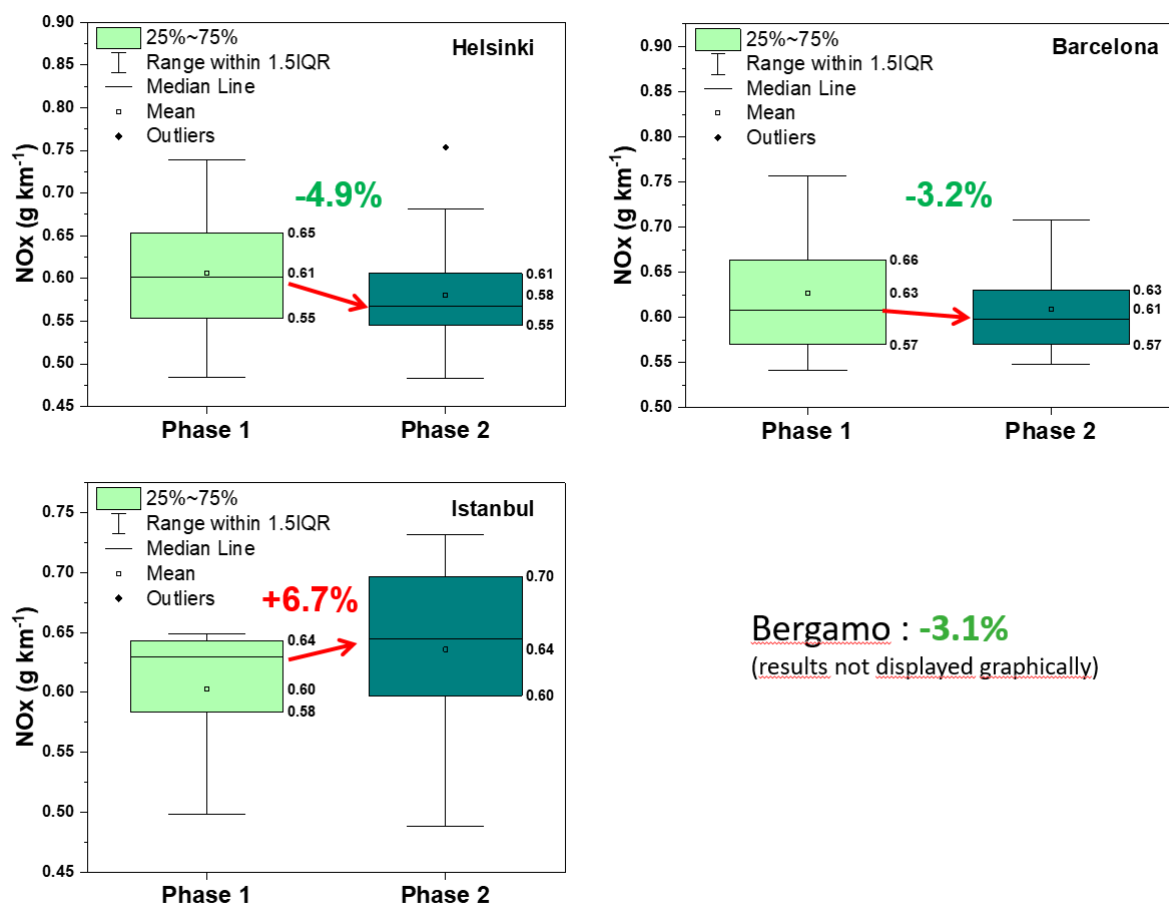 Helsinki
25%~75%
Range within 1.5IQR
Median Line
Mean
Outliers
NOx (g km⁻¹)
0.90
0.85
0.80
0.75
0.70
0.65
0.60
0.55
0.50
0.45
-4.9%
0.65
0.61
0.55
0.61
0.58
0.55
Phase 1
Phase 2
Barcelona
25%~75%
Range within 1.5IQR
Median Line
Mean
Outliers
NOx (g km⁻¹)
0.90
0.85
0.80
0.75
0.70
0.65
0.60
0.55
0.50
-3.2%
0.66
0.63
0.57
0.63
0.61
0.57
Phase 1
Phase 2
Istanbul
25%~75%
Range within 1.5IQR
Median Line
Mean
Outliers
NOx (g km⁻¹)
0.75
0.70
0.65
0.60
0.55
0.50
0.45
+6.7%
0.64
0.60
0.58
0.70
0.64
0.60
Phase 1
Phase 2
Bergamo : -3.1%
(results not displayed graphically)